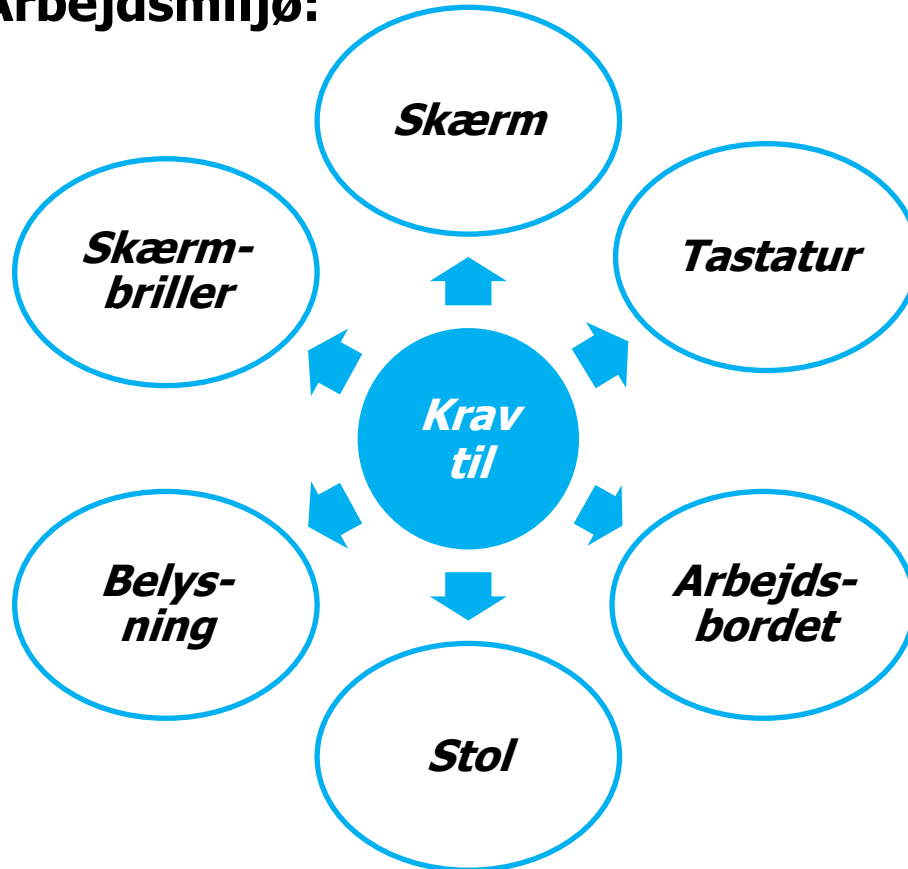 Arbejdsmiljø:
Skærm
Skærm-
briller
Tastatur
Krav
til
Belys-
ning
Arbejds-
bordet
Stol